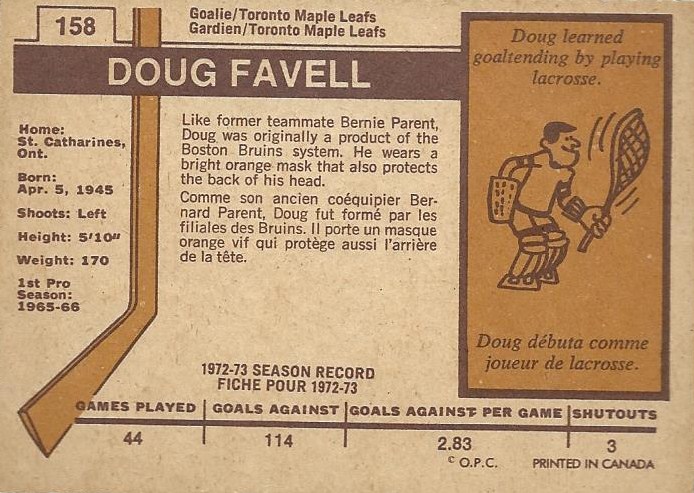 158
Goalie/Toronto Maple Leafs
Gardien/Toronto Maple Leafs
DOUG FAVELL
Home:
St. Catharines,
Ont.
Born:
Apr. 5, 1945
Shoots: Left
Height: 5'10"
Weight: 170
1st Pro
Season:
1965-66
Like former teammate Bernie Parent,
Doug was originally a product of the
Boston Bruins system. He wears a
bright orange mask that also protects
the back of his head.
Comme son ancien coéquipier Ber-
nard Parent, Doug fut formé par les
filiales des Bruins. Il porte un masque
orange vif qui protège aussi l'arrière
de la tête.
Doug learned
goaltending by playing
lacrosse.
Doug débuta comme
joueur de lacrosse.
1972-73 SEASON RECORD
FICHE POUR 1972-73
GAMES PLAYED GOALS AGAINST GOALS AGAINST PER GAME SHUTOUTS
44 114 2.83 3
© O.P.C. PRINTED IN CANADA